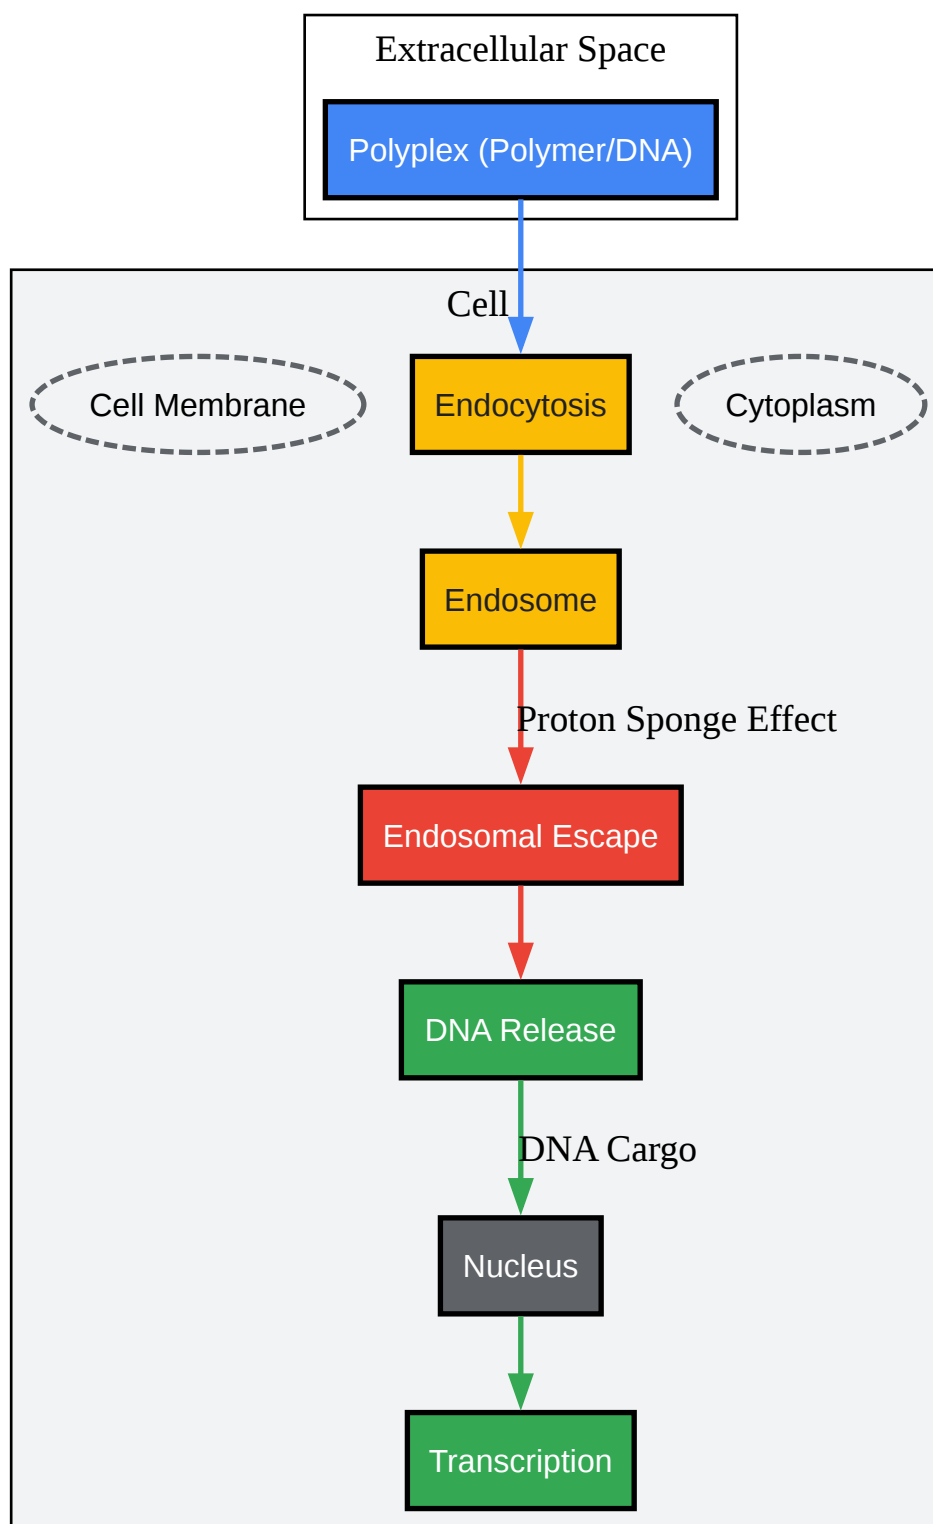 Extracellular Space
Polyplex (Polymer/DNA)
Cell
Cell Membrane
Endocytosis
Cytoplasm
Endosome
Proton Sponge Effect
Endosomal Escape
DNA Release
DNA Cargo
Nucleus
Transcription